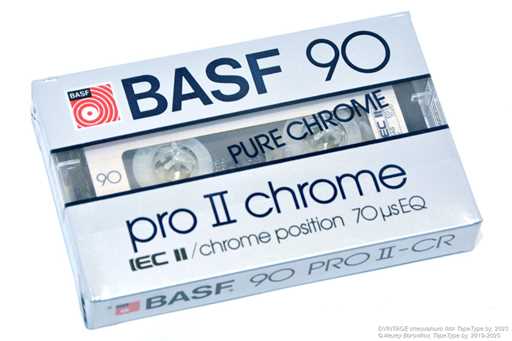 BASF
BASF 90
PURE CHROME
IEC II
90
pro II chrome
IEC II / chrome position 70 µs EQ
BASF
BASF 90 PRO II-CR